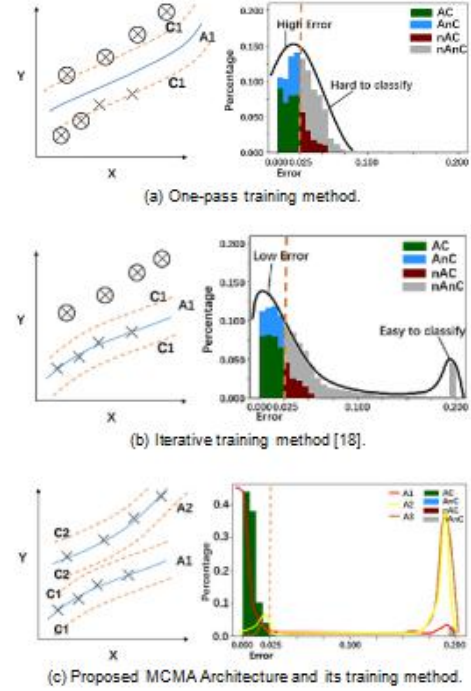 C1
A1
Y
C1
X
0.200
0.150
0.100
0.050
0.000
Percentage
High Error
AC
AnC
nAC
nAnC
Hard to classify
0.000 0.025 0.100 0.200
Error
(a) One-pass training method.
C1
A1
Y
C1
X
0.200
0.150
0.100
0.050
0.000
Percentage
Low Error
AC
AnC
nAC
nAnC
Easy to classify
0.000 0.025 0.100 0.200
Error
(b) Iterative training method [18].
C2
A2
Y
C2
C1
A1
C1
X
0.4
0.3
0.2
0.1
0.0
Percentage
A1 AC
A2 AnC
A3 nAC
nAnC
0.000 0.025 0.100 0.200
Error
(c) Proposed MCMA Architecture and its training method.